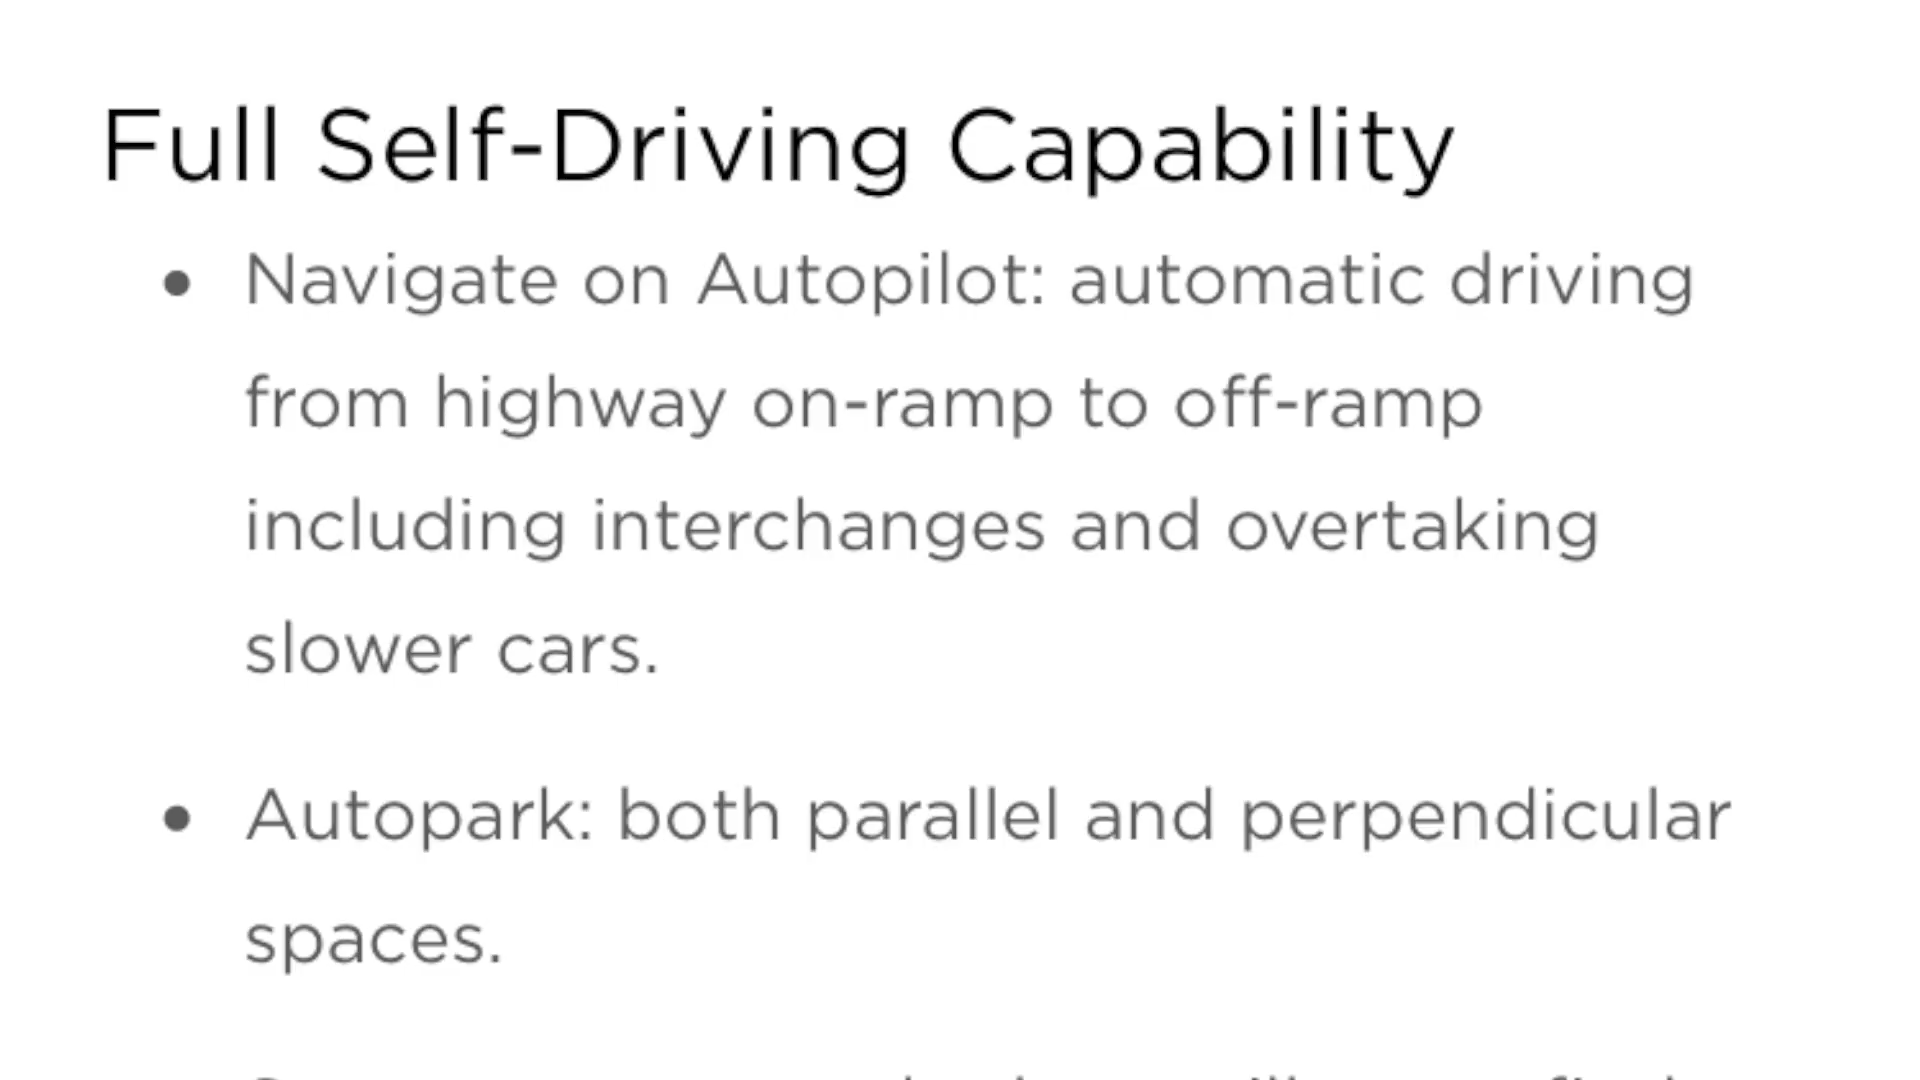 Full Self-Driving Capability
• Navigate on Autopilot: automatic driving
from highway on-ramp to off-ramp
including interchanges and overtaking
slower cars.
• Autopark: both parallel and perpendicular
spaces.